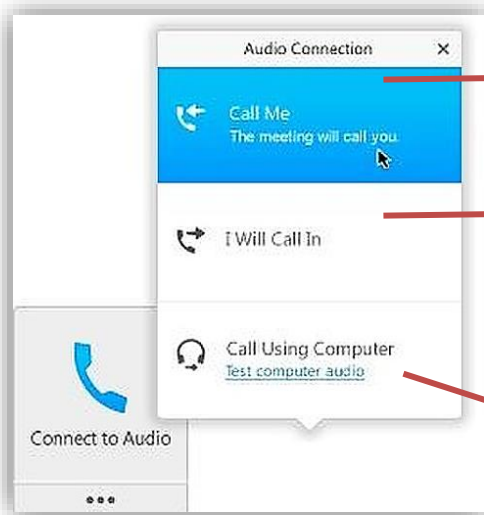 Audio Connection ×
Call Me
The meeting will call you.
I Will Call In
Call Using Computer
Test computer audio
Connect to Audio
•••